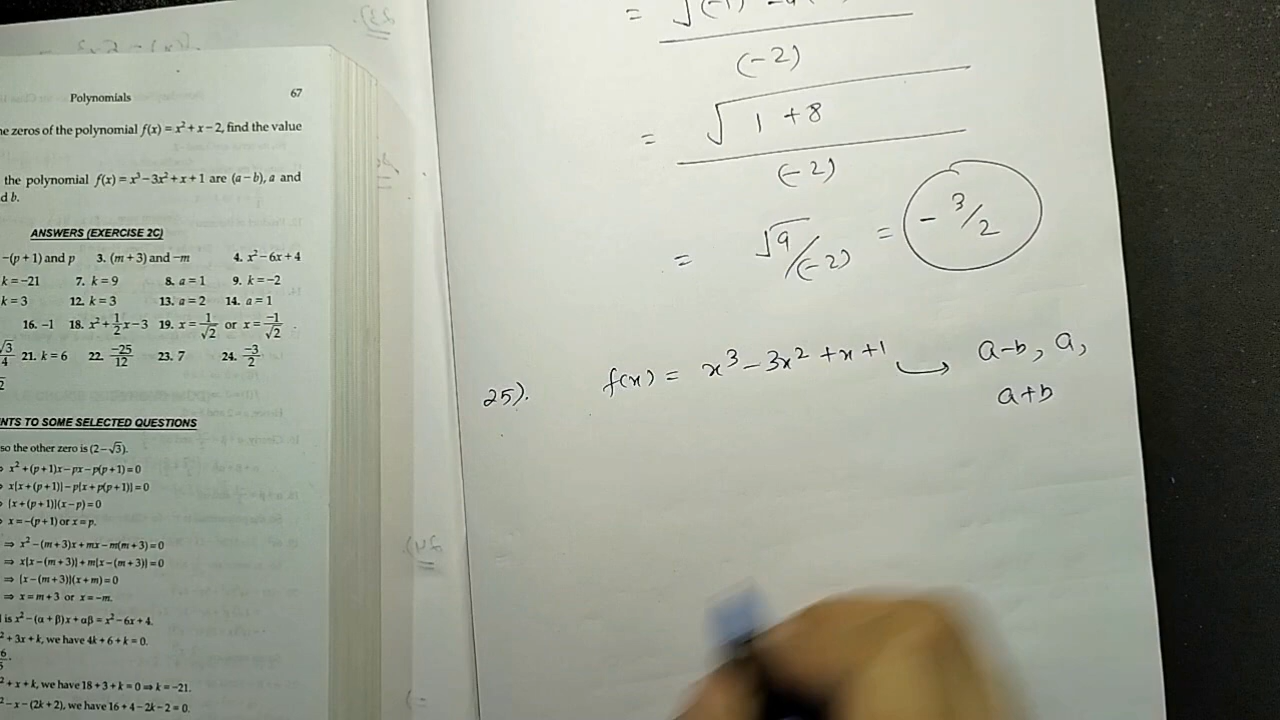 Polynomials 67
he zeros of the polynomial f(x) = x² + x − 2, find the value
the polynomial f(x) = x³ − 3x² + x + 1 are (a − b), a and
d b.
ANSWERS (EXERCISE 2C)
−(p + 1) and p 3. (m + 3) and −m 4. x² − 6x + 4
k = −21 7. k = 9 8. a = 1 9. k = −2
k = 3 12. k = 3 13. a = 2 14. a = 1
16. −1 18. x² + 1/2 x − 3 19. x = 1/√2 or x = −1/√2
√3/4 21. k = 6 22. −25/12 23. 7 24. −3/2
2
NTS TO SOME SELECTED QUESTIONS
so the other zero is (2 − √3).
x² + (p + 1)x − px − p(p + 1) = 0
x{x + (p + 1)} − p{x + p(p + 1)} = 0
{x + (p + 1)}(x − p) = 0
x = −(p + 1) or x = p.
⇒ x² − (m + 3)x + mx − m(m + 3) = 0
⇒ x{x − (m + 3)} + m{x − (m + 3)} = 0
⇒ {x − (m + 3)}(x + m) = 0
⇒ x = m + 3 or x = −m.
l is x² − (α + β)x + αβ = x² − 6x + 4.
² + 3x + k, we have 4k + 6 + k = 0.
6/5.
² + x + k, we have 18 + 3 + k = 0 ⇒ k = −21.
² − x − (2k + 2), we have 16 + 4 − 2k − 2 = 0.
(−2)
= √1 + 8
(−2)
= √9/(−2) = −3/2
25). f(x) = x³ − 3x² + x + 1 a−b, a,
a+b